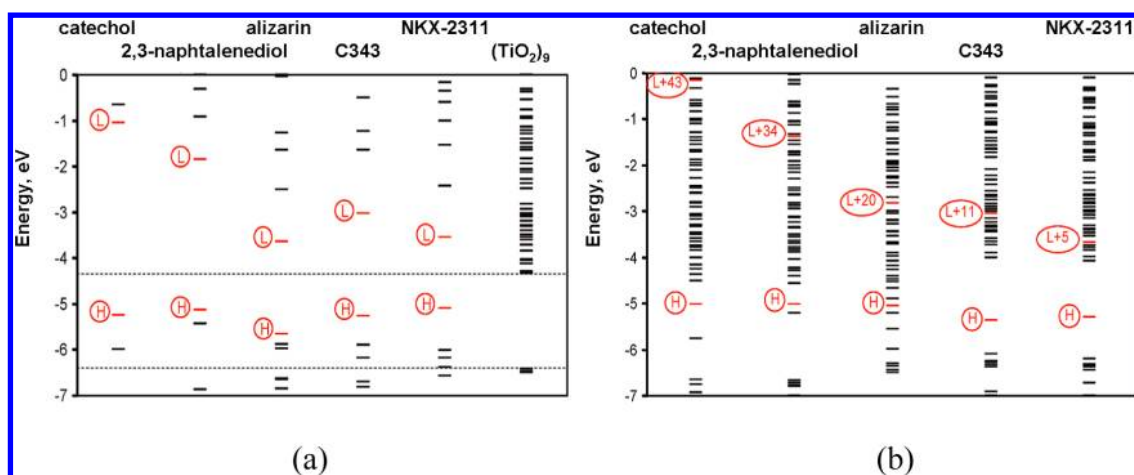 catechol alizarin NKX-2311
2,3-naphtalenediol C343 (TiO2)9
0
-1
-2
-3
-4
-5
-6
-7
Energy, eV
L
L
L
L
L
H
H
H
H
H
(a)
catechol alizarin NKX-2311
2,3-naphtalenediol C343
0
-1
-2
-3
-4
-5
-6
-7
Energy, eV
L+43
L+34
L+20
L+11
L+5
H
H
H
H
H
(b)